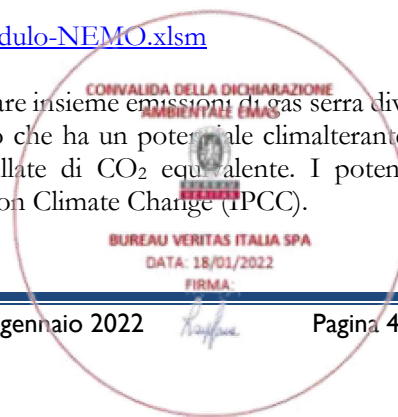 dulo-NEMO.xlsm
CONVALIDA DELLA DICHIARAZIONE
AMBIENTALE EMAS
are insieme emissioni di gas serra div
o che ha un potenziale climalterante
llate di CO₂ equivalente. I poten
on Climate Change (IPCC).
BUREAU VERITAS
BUREAU VERITAS ITALIA SPA
DATA: 18/01/2022
FIRMA:
gennaio 2022 Pagina 4